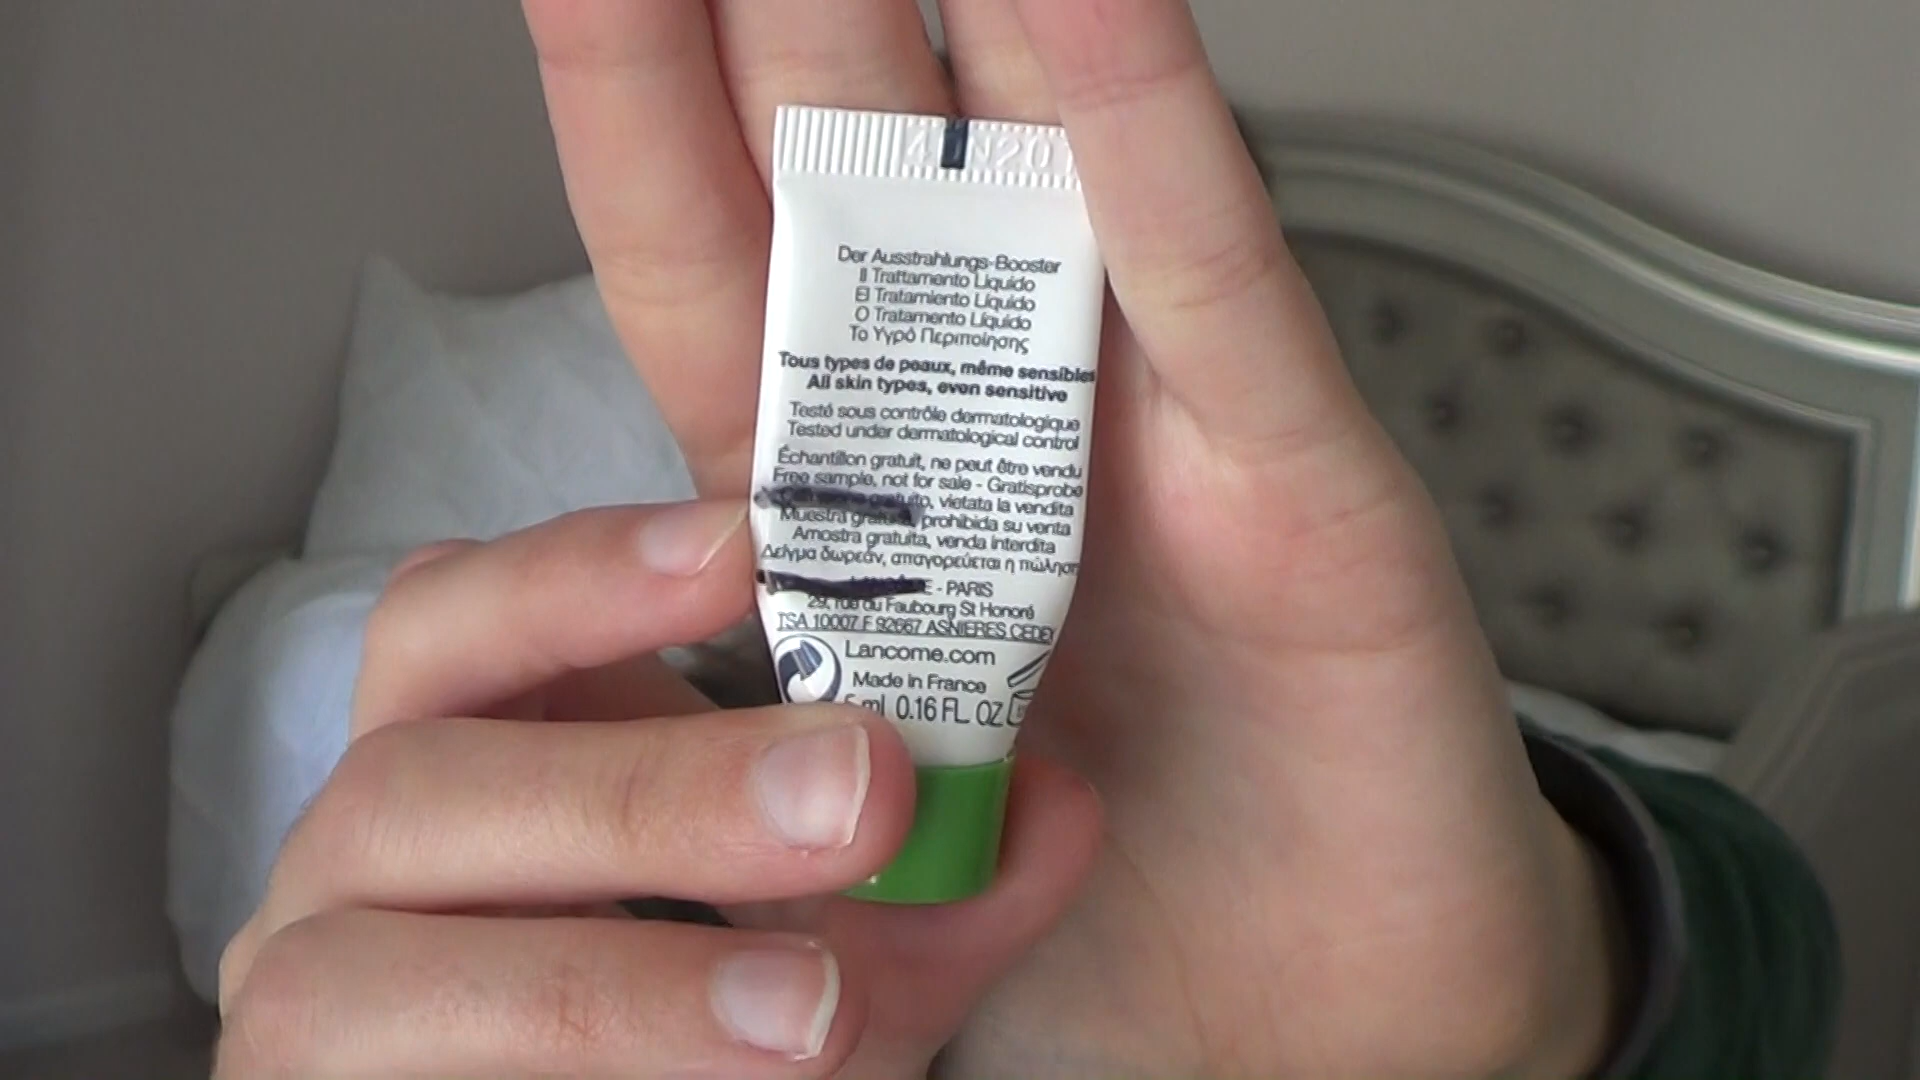 4 N201
Der Ausstrahlungs-Booster
Il Trattamento Liquido
El Tratamiento Líquido
O Tratamento Líquido
Το Υγρό Περιποίησης
Tous types de peaux, même sensibles
All skin types, even sensitive
Testé sous contrôle dermatologique
Tested under dermatological control
Échantillon gratuit, ne peut être vendu
Free sample, not for sale - Gratisprobe
gratuito, vietata la vendita
Muestra gratuita, prohibida su venta
Amostra gratuita, venda interdita
Δείγμα δωρεάν, απαγορεύεται η πώληση
LANCÔME - PARIS
29, rue du Faubourg St Honoré
TSA 10007 F 92667 ASNIERES CEDEX
Lancome.com
Made in France
5 ml 0.16 FL OZ